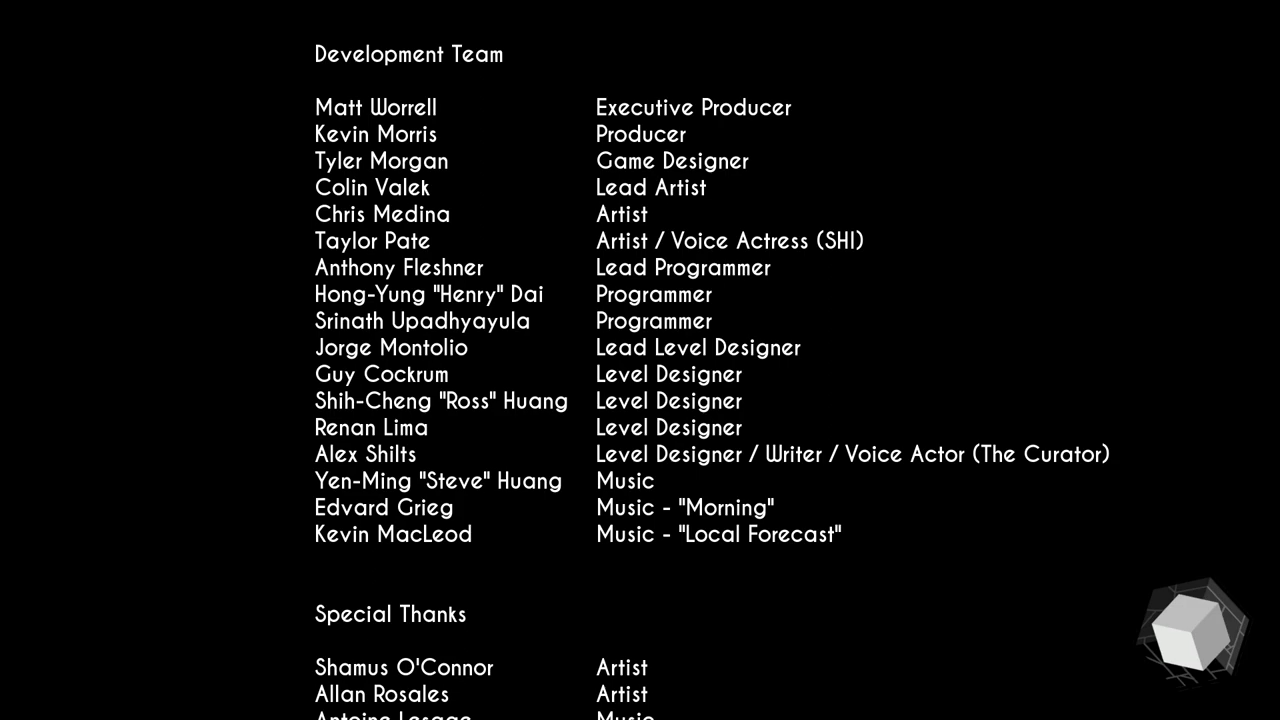 Development Team
Matt Worrell Executive Producer
Kevin Morris Producer
Tyler Morgan Game Designer
Colin Valek Lead Artist
Chris Medina Artist
Taylor Pate Artist / Voice Actress (SHI)
Anthony Fleshner Lead Programmer
Hong-Yung "Henry" Dai Programmer
Srinath Upadhyayula Programmer
Jorge Montolio Lead Level Designer
Guy Cockrum Level Designer
Shih-Cheng "Ross" Huang Level Designer
Renan Lima Level Designer
Alex Shilts Level Designer / Writer / Voice Actor (The Curator)
Yen-Ming "Steve" Huang Music
Edvard Grieg Music - "Morning"
Kevin MacLeod Music - "Local Forecast"
Special Thanks
Shamus O'Connor Artist
Allan Rosales Artist
Antoine Lesage Music